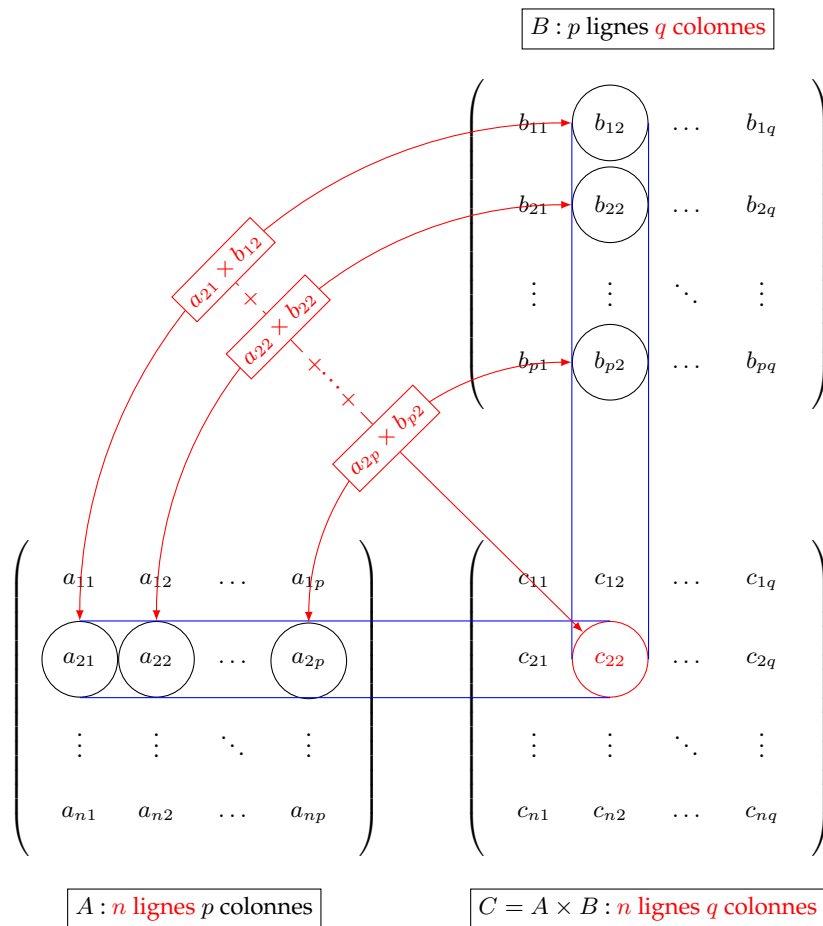 B : p lignes q colonnes
b₁₁ b₁₂ … b₁q
b₂₁ b₂₂ … b₂q
⋮ ⋮ ⋱ ⋮
bₚ₁ bₚ₂ … bₚq
a₂₁ × b₁₂
+
a₂₂ × b₂₂
+ … +
a₂ₚ × bₚ₂
a₁₁ a₁₂ … a₁ₚ
a₂₁ a₂₂ … a₂ₚ
⋮ ⋮ ⋱ ⋮
aₙ₁ aₙ₂ … aₙₚ
c₁₁ c₁₂ … c₁q
c₂₁ c₂₂ … c₂q
⋮ ⋮ ⋱ ⋮
cₙ₁ cₙ₂ … cₙq
A : n lignes p colonnes
C = A × B : n lignes q colonnes